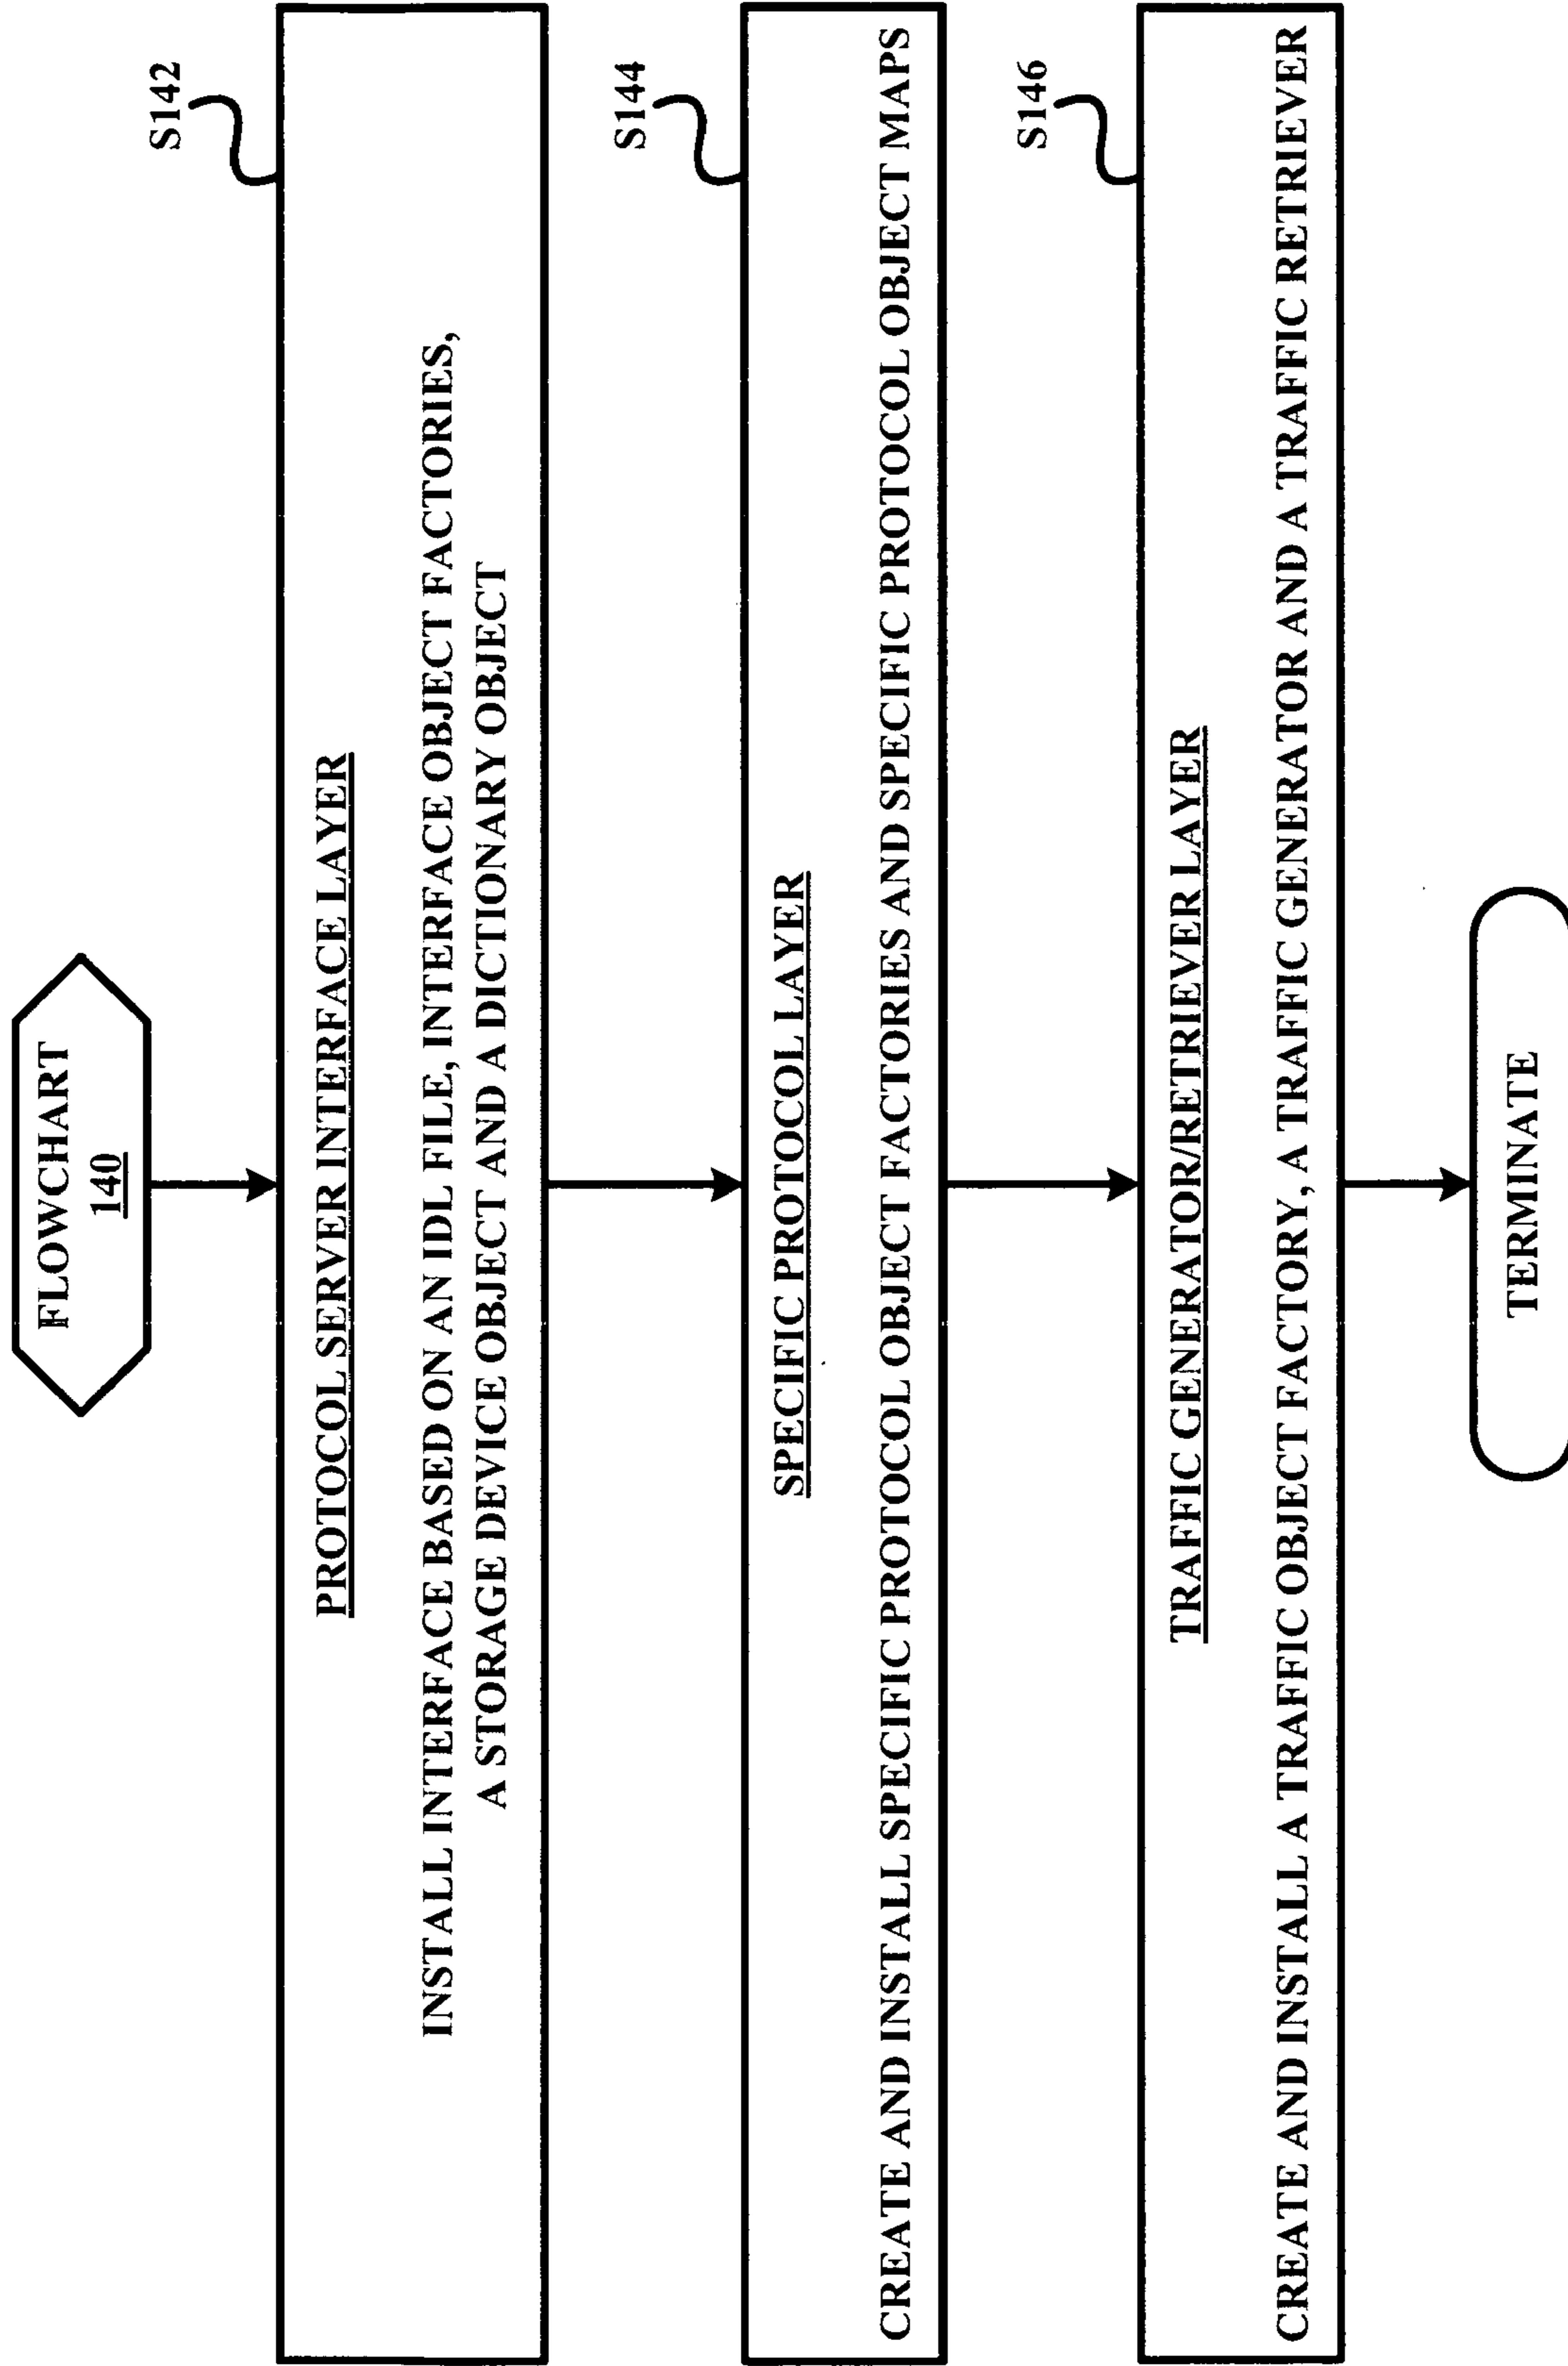 FLOWCHART
140
S142
PROTOCOL SERVER INTERFACE LAYER
INSTALL INTERFACE BASED ON AN IDL FILE, INTERFACE OBJECT FACTORIES,
A STORAGE DEVICE OBJECT AND A DICTIONARY OBJECT
S144
SPECIFIC PROTOCOL LAYER
CREATE AND INSTALL SPECIFIC PROTOCOL OBJECT FACTORIES AND SPECIFIC PROTOCOL OBJECT MAPS
S146
TRAFFIC GENERATOR/RETRIEVER LAYER
CREATE AND INSTALL A TRAFFIC OBJECT FACTORY, A TRAFFIC GENERATOR AND A TRAFFIC RETRIEVER
TERMINATE